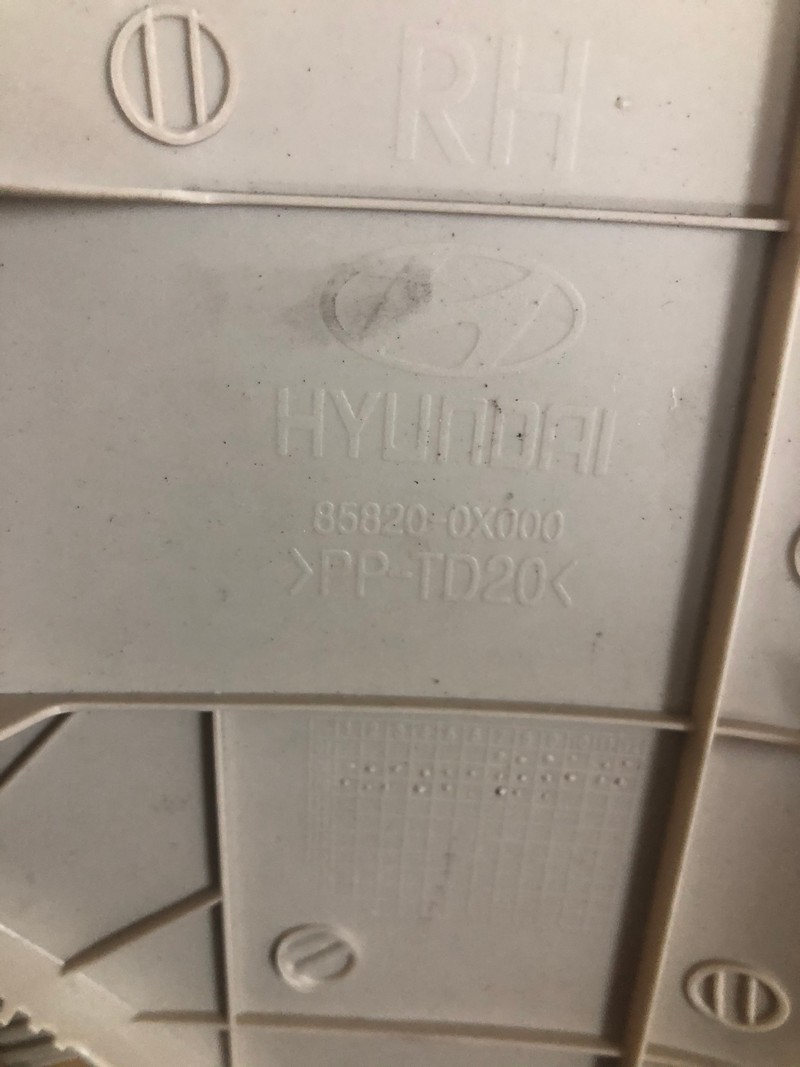 RH
HYUNDAI
85820-0X000
>PP-TD20<